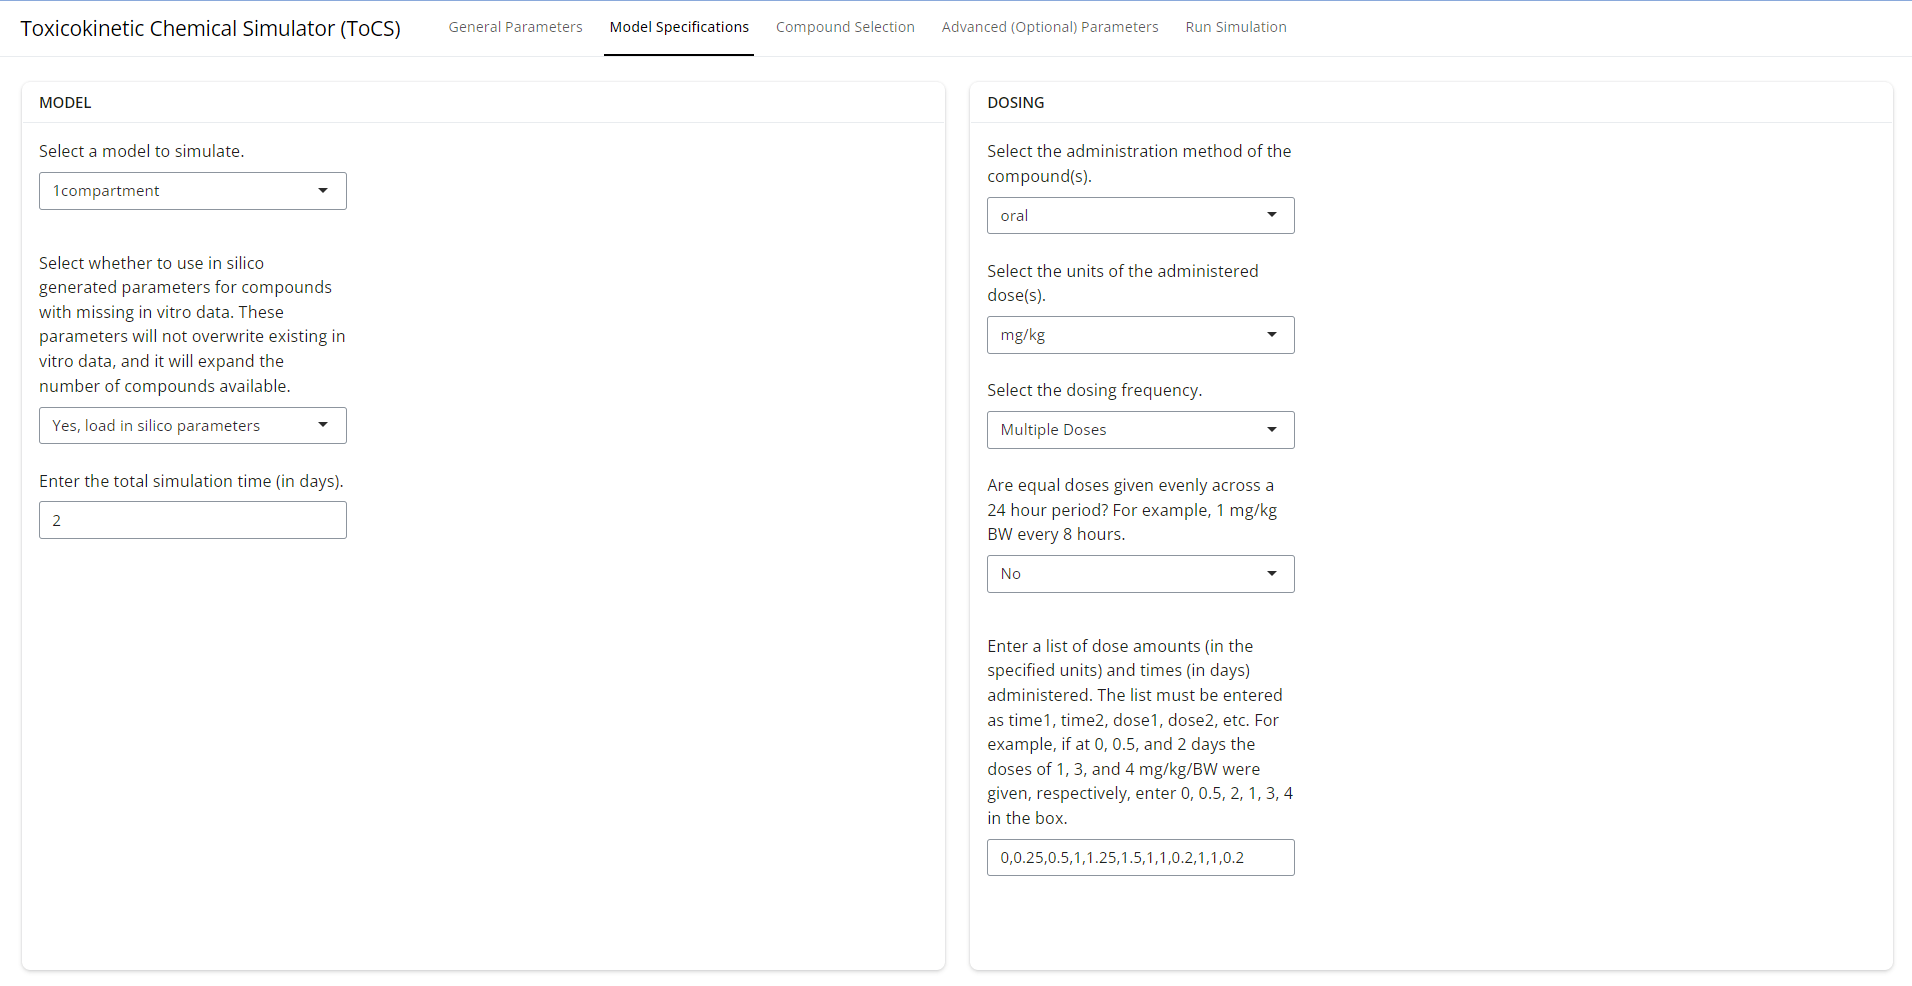 Toxicokinetic Chemical Simulator (ToCS)
General Parameters
Model Specifications
Compound Selection
Advanced (Optional) Parameters
Run Simulation
MODEL
Select a model to simulate.
1compartment
Select whether to use in silico
generated parameters for compounds
with missing in vitro data. These
parameters will not overwrite existing in
vitro data, and it will expand the
number of compounds available.
Yes, load in silico parameters
Enter the total simulation time (in days).
2
DOSING
Select the administration method of the
compound(s).
oral
Select the units of the administered
dose(s).
mg/kg
Select the dosing frequency.
Multiple Doses
Are equal doses given evenly across a
24 hour period? For example, 1 mg/kg
BW every 8 hours.
No
Enter a list of dose amounts (in the
specified units) and times (in days)
administered. The list must be entered
as time1, time2, dose1, dose2, etc. For
example, if at 0, 0.5, and 2 days the
doses of 1, 3, and 4 mg/kg/BW were
given, respectively, enter 0, 0.5, 2, 1, 3, 4
in the box.
0,0.25,0.5,1,1.25,1.5,1,1,0.2,1,1,0.2